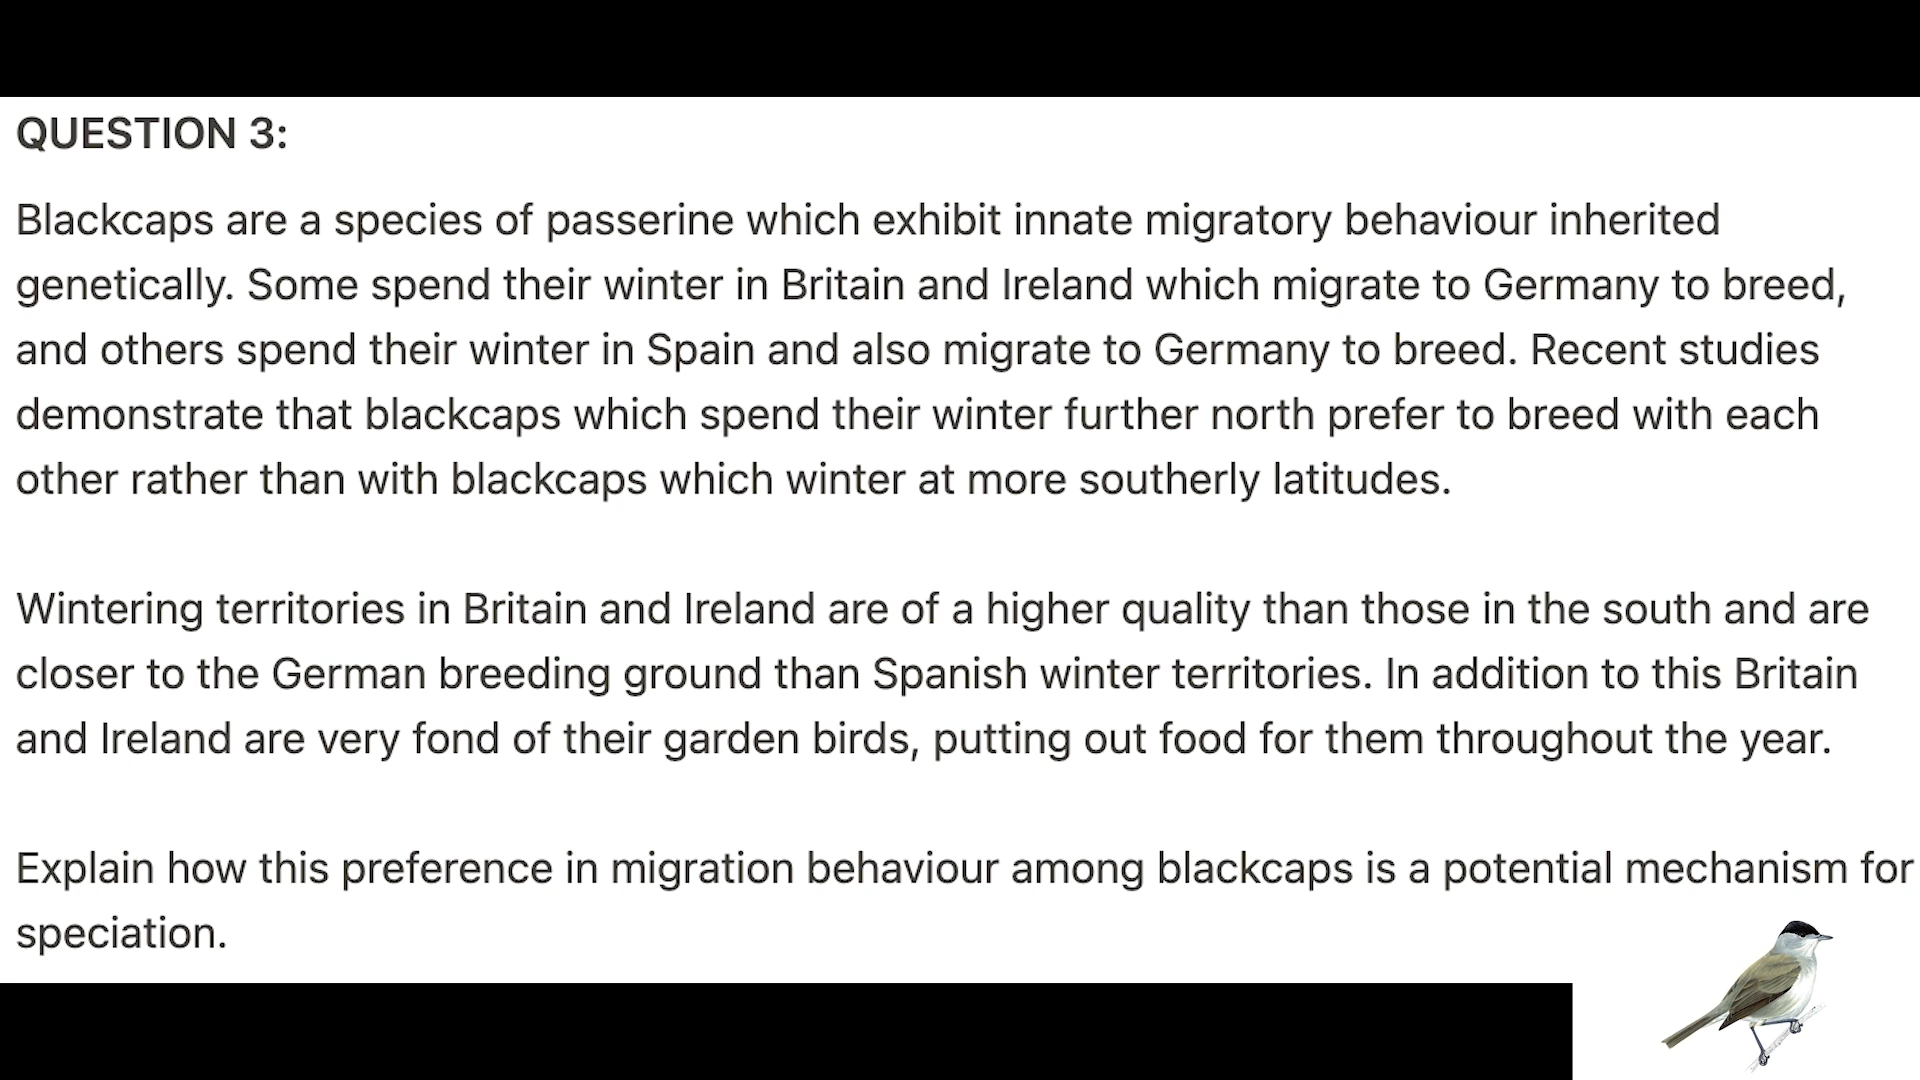 QUESTION 3:
Blackcaps are a species of passerine which exhibit innate migratory behaviour inherited
genetically. Some spend their winter in Britain and Ireland which migrate to Germany to breed,
and others spend their winter in Spain and also migrate to Germany to breed. Recent studies
demonstrate that blackcaps which spend their winter further north prefer to breed with each
other rather than with blackcaps which winter at more southerly latitudes.
Wintering territories in Britain and Ireland are of a higher quality than those in the south and are
closer to the German breeding ground than Spanish winter territories. In addition to this Britain
and Ireland are very fond of their garden birds, putting out food for them throughout the year.
Explain how this preference in migration behaviour among blackcaps is a potential mechanism for
speciation.